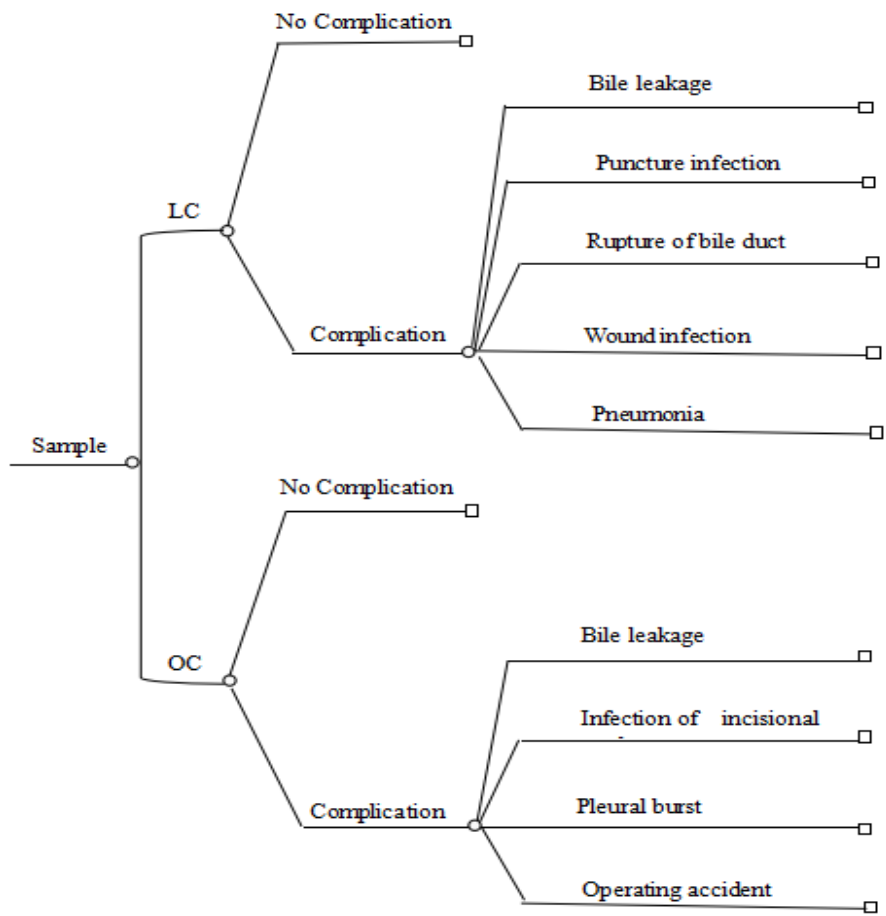 No Complication
Bile leakage
Puncture infection
LC
Rupture of bile duct
Complication
Wound infection
Pneumonia
Sample
No Complication
Bile leakage
OC
Infection of incisional
Complication
Pleural burst
Operating accident